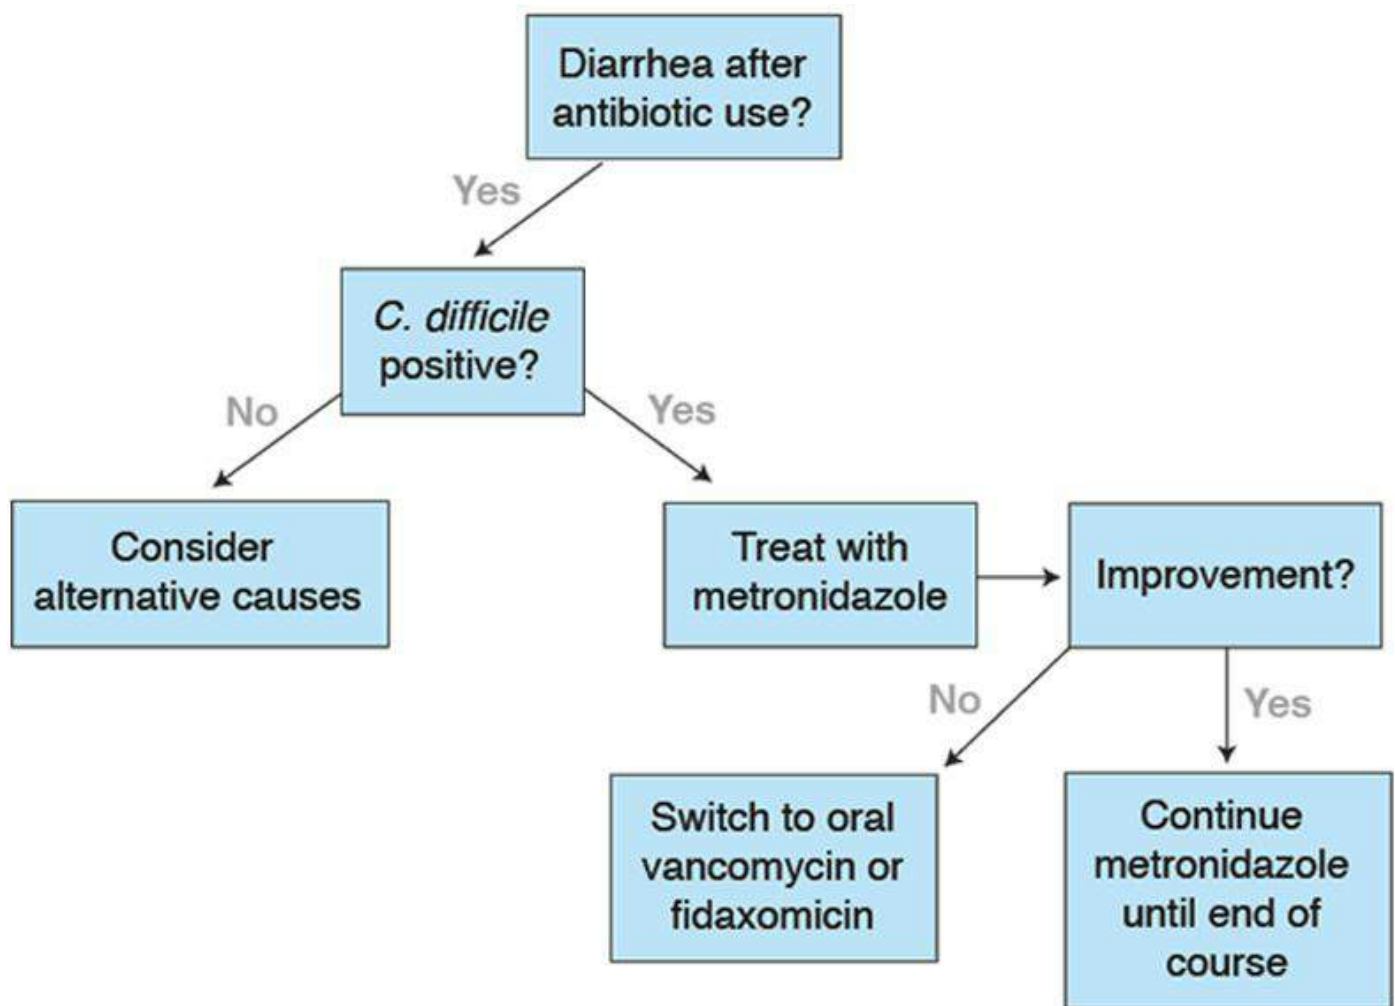 Diarrhea after
antibiotic use?
Yes
C. difficile
positive?
No
Yes
Consider
alternative causes
Treat with
metronidazole
Improvement?
No
Yes
Switch to oral
vancomycin or
fidaxomicin
Continue
metronidazole
until end of
course